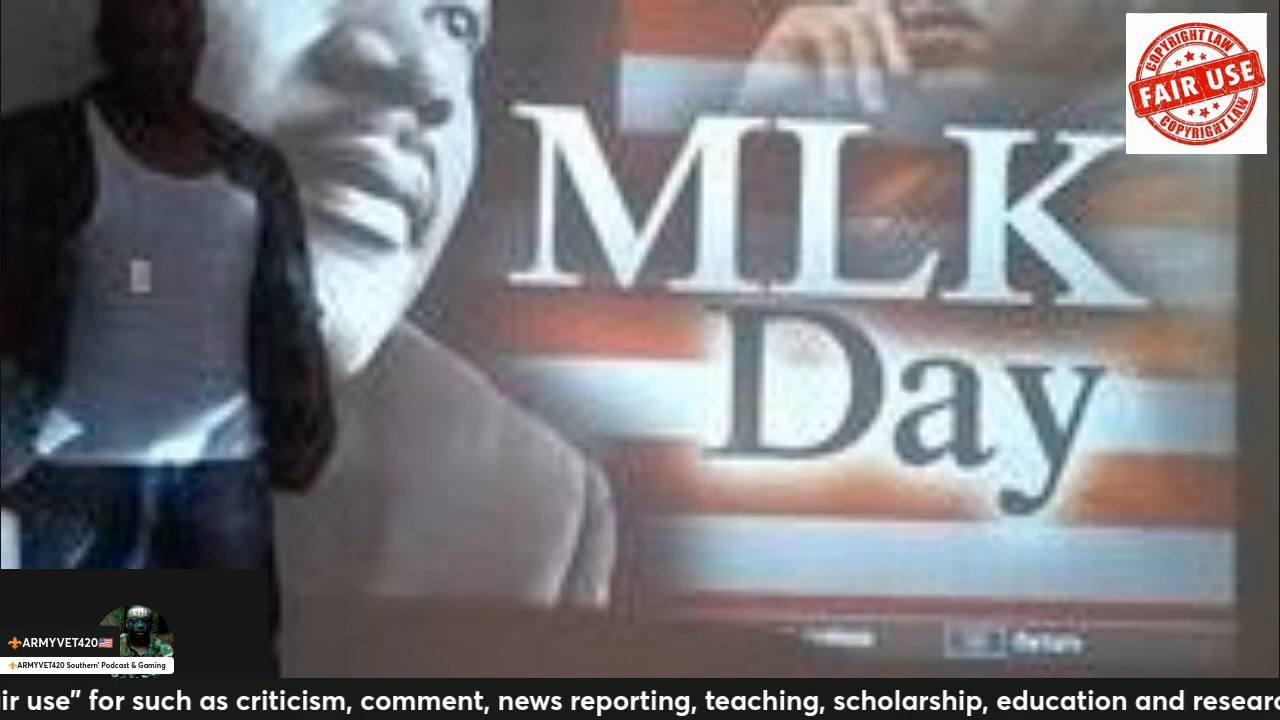 MLK
Day
COPYRIGHT LAW
FAIR USE
COPYRIGHT LAW
Return
⚜️ARMYVET420🇺🇸
⚜️ARMYVET420 Southern' Podcast & Gaming
ir use” for such as criticism, comment, news reporting, teaching, scholarship, education and researc